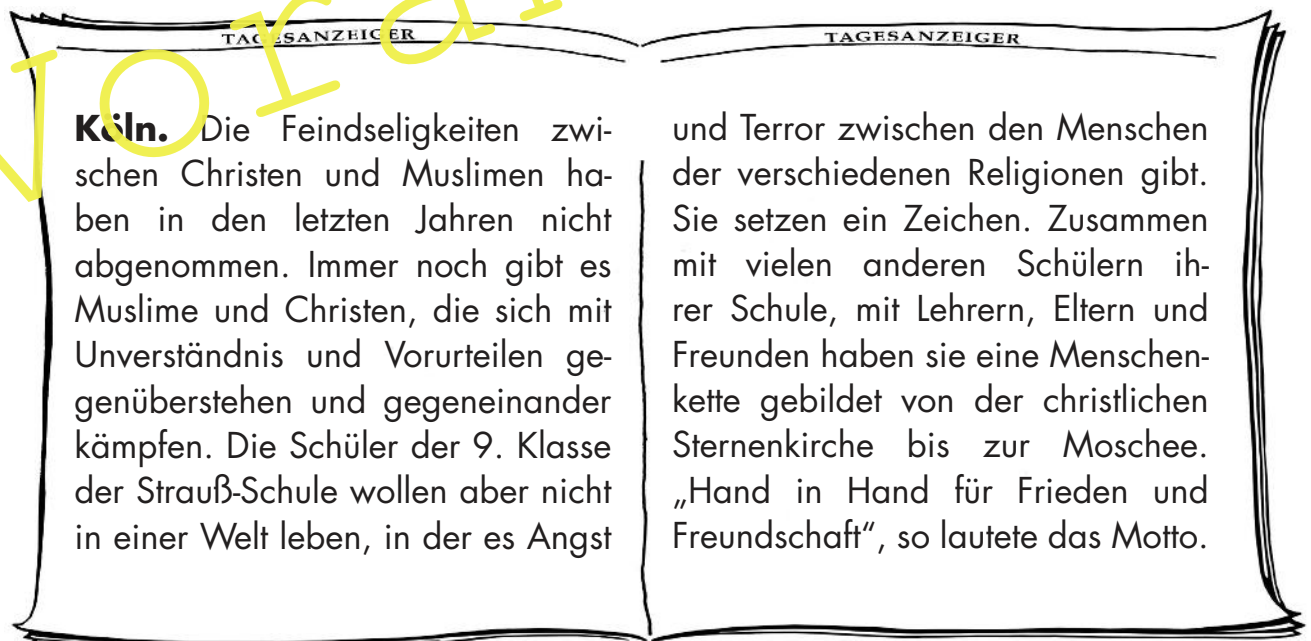 TAGESANZEIGER
Köln. Die Feindseligkeiten zwi-
schen Christen und Muslimen ha-
ben in den letzten Jahren nicht
abgenommen. Immer noch gibt es
Muslime und Christen, die sich mit
Unverständnis und Vorurteilen ge-
genüberstehen und gegeneinander
kämpfen. Die Schüler der 9. Klasse
der Strauß-Schule wollen aber nicht
in einer Welt leben, in der es Angst
TAGESANZEIGER
und Terror zwischen den Menschen
der verschiedenen Religionen gibt.
Sie setzen ein Zeichen. Zusammen
mit vielen anderen Schülern ih-
rer Schule, mit Lehrern, Eltern und
Freunden haben sie eine Menschen-
kette gebildet von der christlichen
Sternenkirche bis zur Moschee.
„Hand in Hand für Frieden und
Freundschaft“, so lautete das Motto.